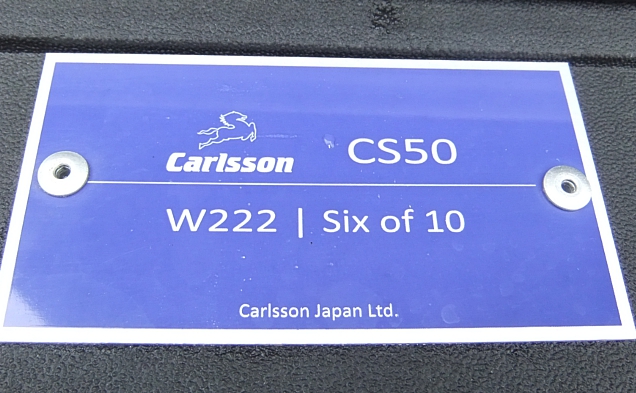 Carlsson CS50
W222 | Six of 10
Carlsson Japan Ltd.